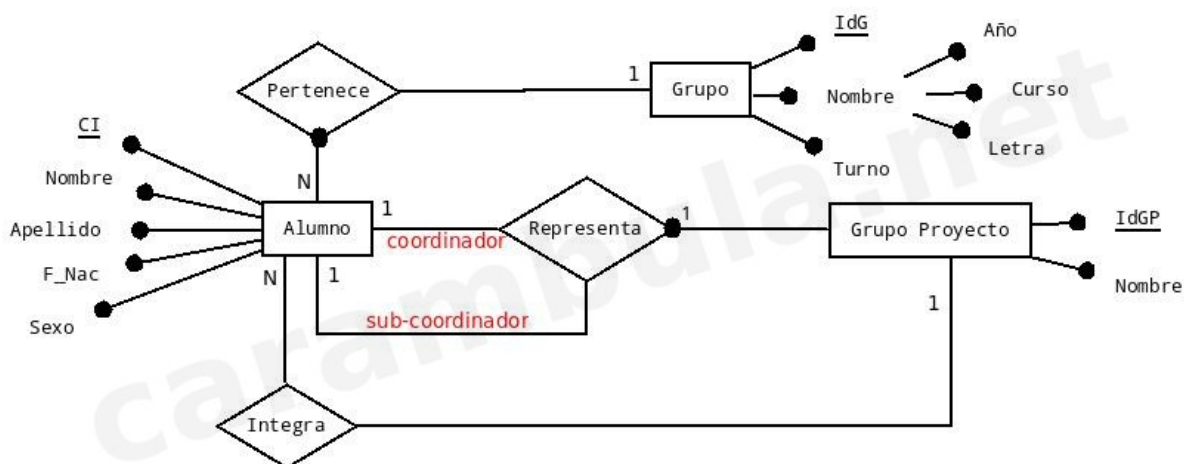 IdG
Año
1
Pertenece
Grupo
Nombre
Curso
CI
Letra
Turno
Nombre
N
1
1
IdGP
Apellido
Alumno
Representa
Grupo Proyecto
coordinador
F_Nac
N
1
Nombre
1
Sexo
sub-coordinador
Integra
carampula.net